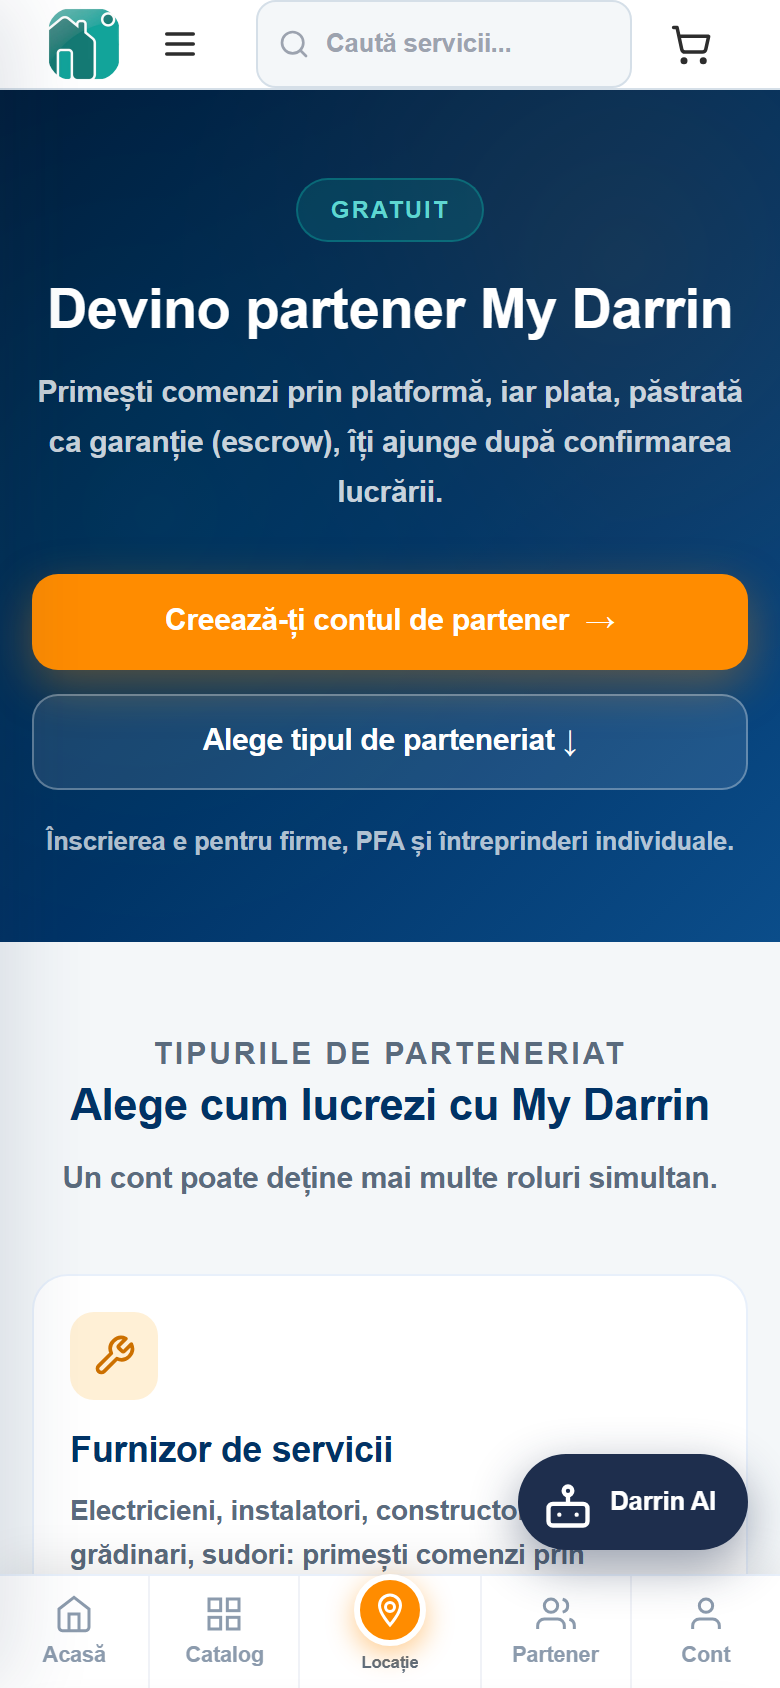 Caută servicii...
GRATUIT
Devino partener My Darrin
Primești comenzi prin platformă, iar plata, păstrată
ca garanție (escrow), îți ajunge după confirmarea
lucrării.
Creează-ți contul de partener →
Alege tipul de parteneriat ↓
Înscrierea e pentru firme, PFA și întreprinderi individuale.
TIPURILE DE PARTENERIAT
Alege cum lucrezi cu My Darrin
Un cont poate deține mai multe roluri simultan.
Furnizor de servicii
Electricieni, instalatori,
grădinari, sudori: primești comenzi prin
Darrin AI
Acasă
Catalog
Locație
Partener
Cont